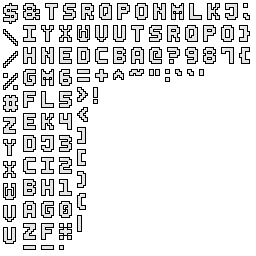 $&TSRQPONMLKJ;
\IYXWVUTSRQPO}
/HNEDCBA@?987{
%GM6=+^~":'`
#FL5>!
ZEK4<
YDJ3]
XCI2[
WBH1)
VAG0(
UZF|